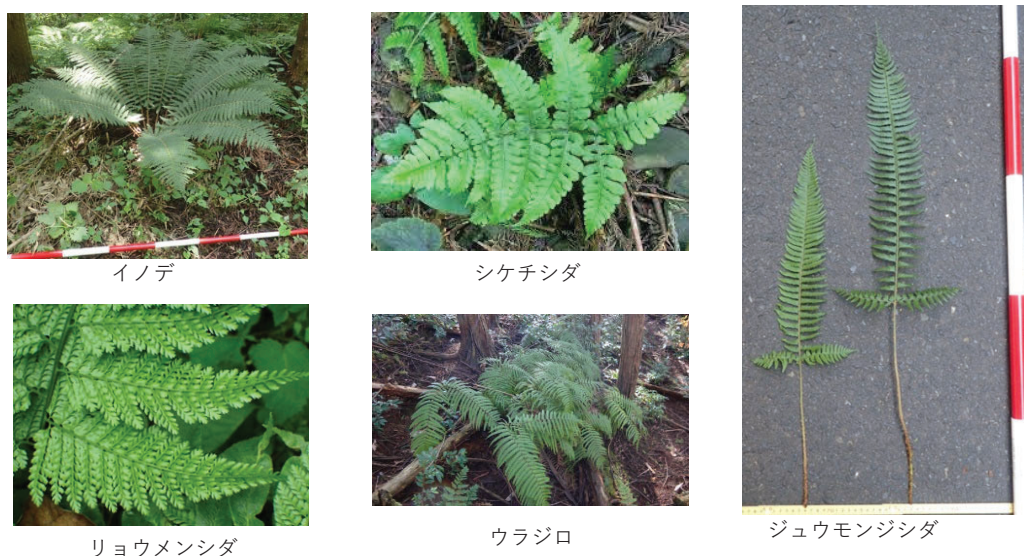 イノデ
シケチシダ
リョウメンシダ
ウラジロ
ジュウモンジシダ